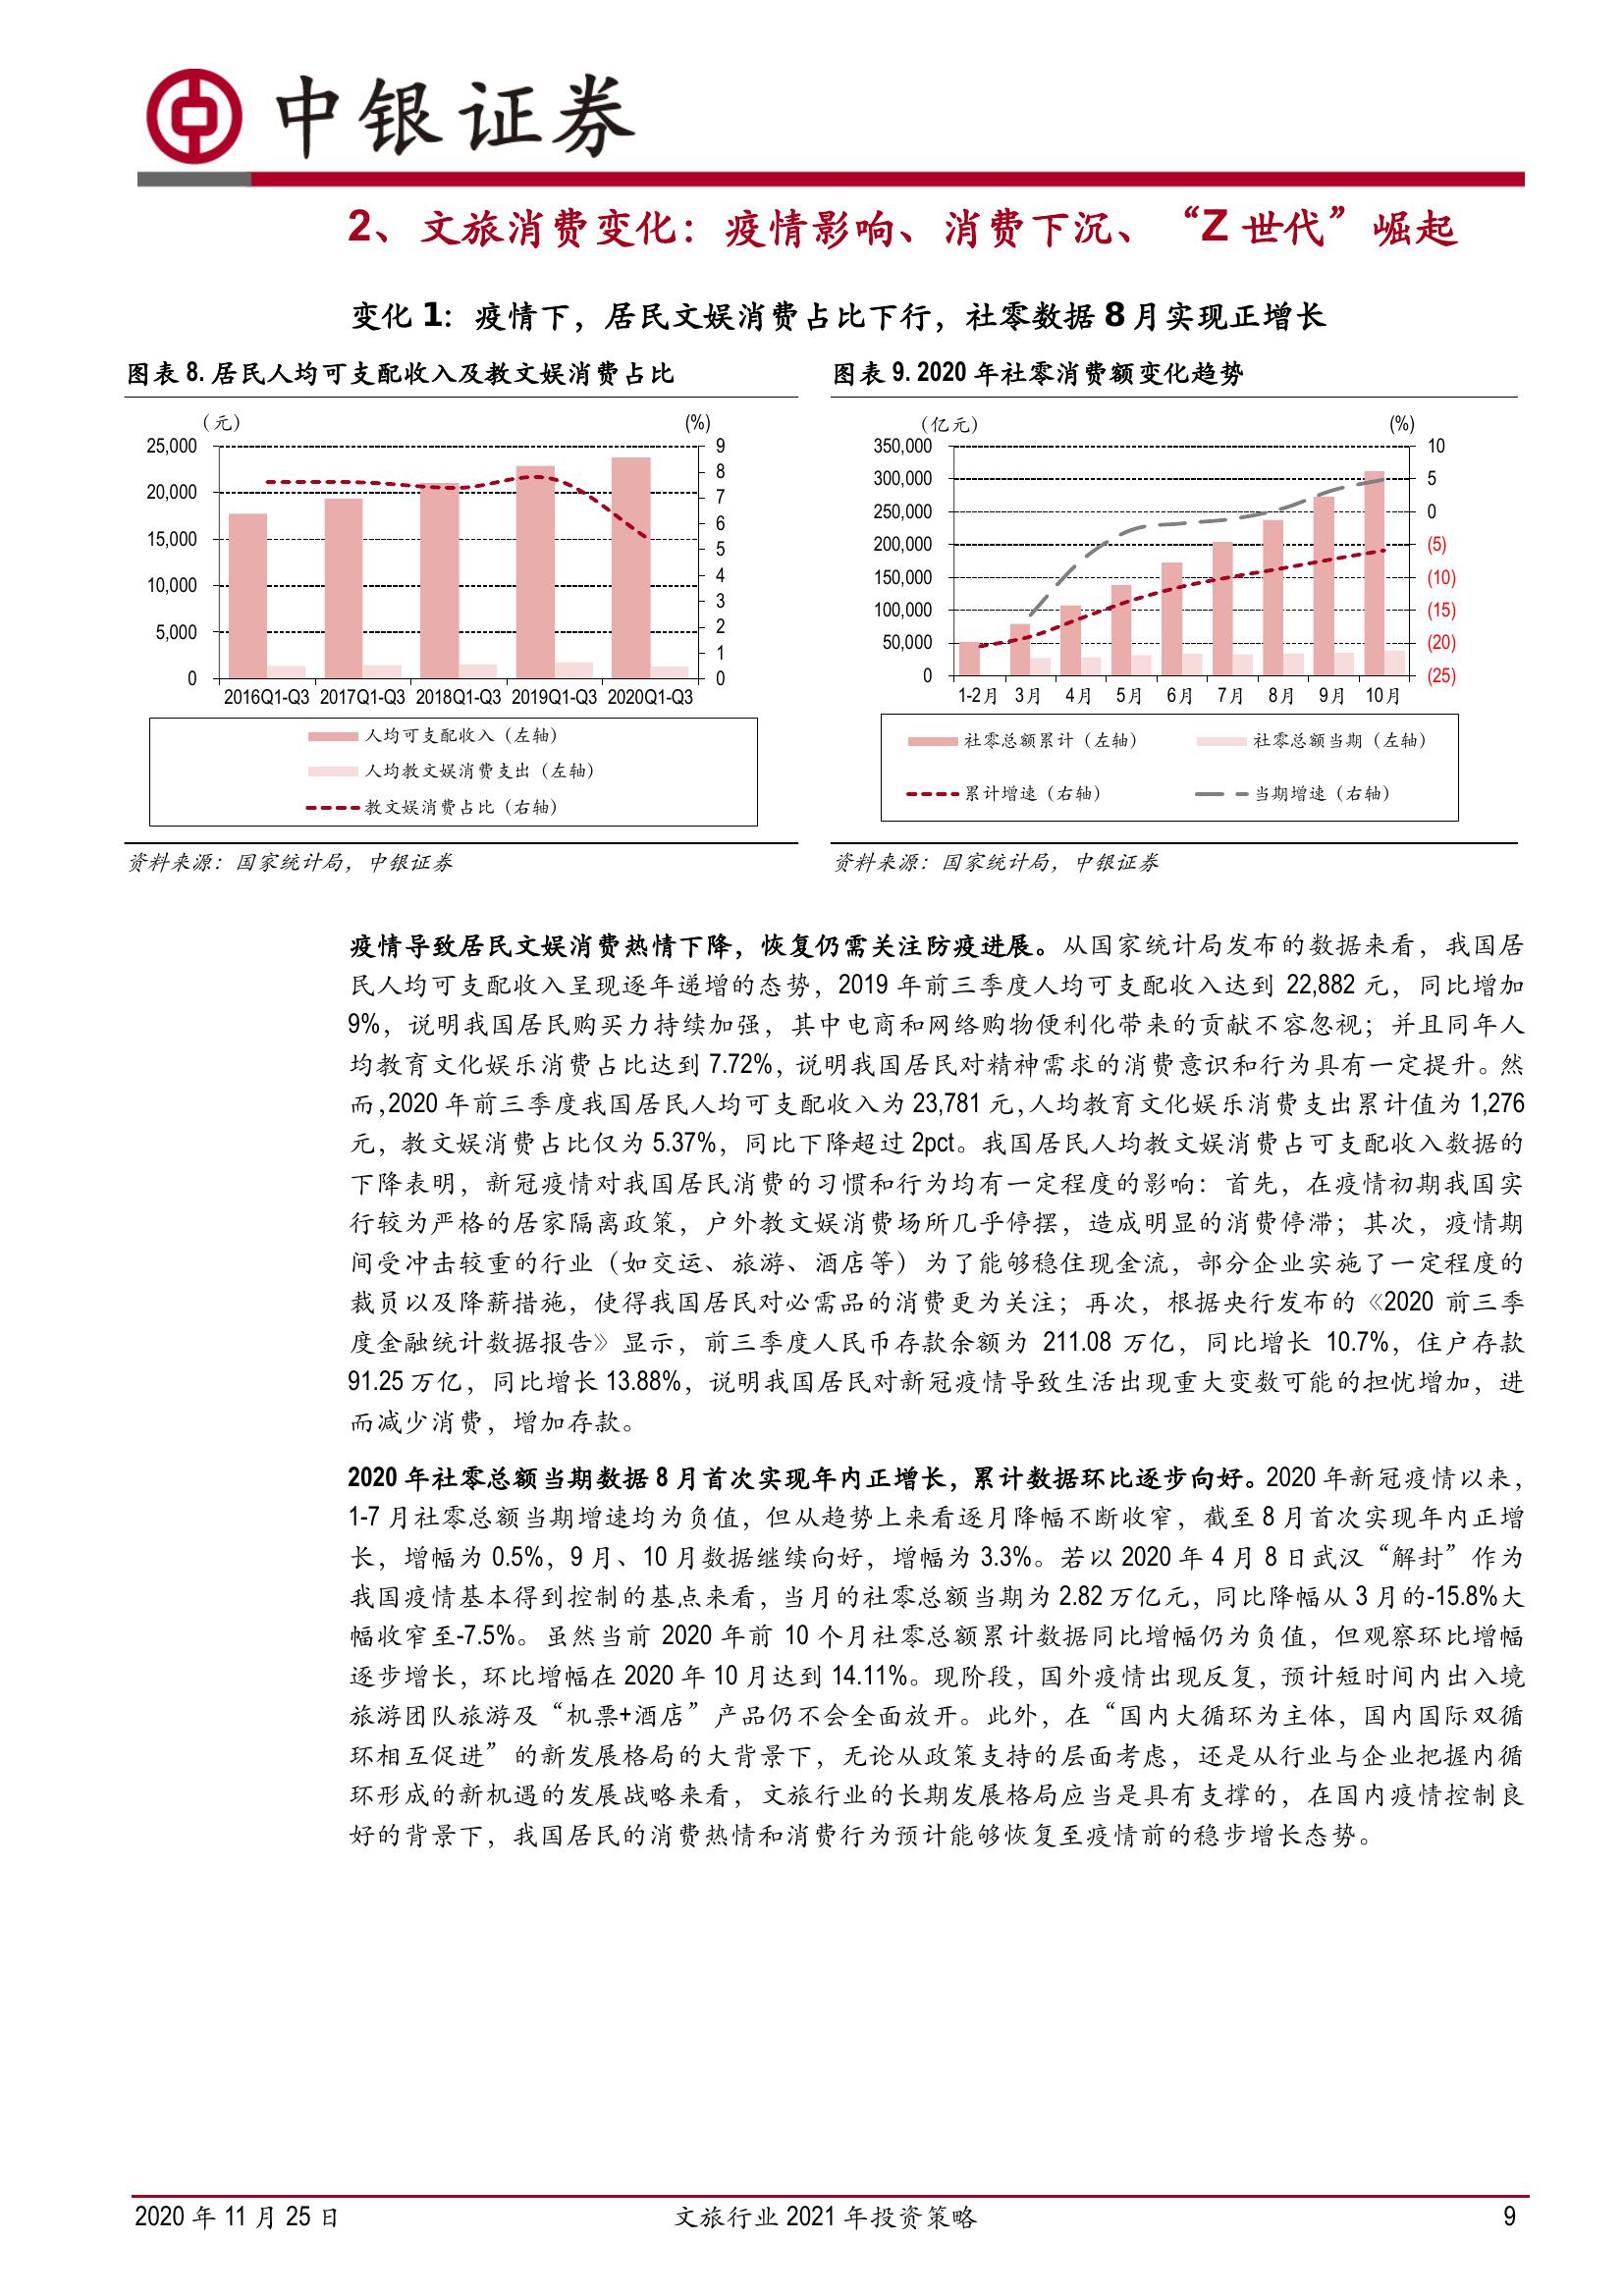 中银证券
2、文旅消费变化：疫情影响、消费下沉、“Z 世代”崛起
变化 1：疫情下，居民文娱消费占比下行，社零数据 8 月实现正增长
图表 8. 居民人均可支配收入及教文娱消费占比
（元）
(%)
25,000
20,000
15,000
10,000
5,000
0
9
8
7
6
5
4
3
2
1
0
2016Q1-Q3 2017Q1-Q3 2018Q1-Q3 2019Q1-Q3 2020Q1-Q3
人均可支配收入（左轴）
人均教文娱消费支出（左轴）
教文娱消费占比（右轴）
资料来源：国家统计局，中银证券
图表 9. 2020 年社零消费额变化趋势
（亿元）
(%)
350,000
300,000
250,000
200,000
150,000
100,000
50,000
0
10
5
0
(5)
(10)
(15)
(20)
(25)
1-2月 3月 4月 5月 6月 7月 8月 9月 10月
社零总额累计（左轴） 社零总额当期（左轴）
累计增速（右轴） 当期增速（右轴）
资料来源：国家统计局，中银证券
疫情导致居民文娱消费热情下降，恢复仍需关注防疫进展。从国家统计局发布的数据来看，我国居
民人均可支配收入呈现逐年递增的态势，2019 年前三季度人均可支配收入达到 22,882 元，同比增加
9%，说明我国居民购买力持续加强，其中电商和网络购物便利化带来的贡献不容忽视；并且同年人
均教育文化娱乐消费占比达到 7.72%，说明我国居民对精神需求的消费意识和行为具有一定提升。然
而，2020 年前三季度我国居民人均可支配收入为 23,781 元，人均教育文化娱乐消费支出累计值为 1,276
元，教文娱消费占比仅为 5.37%，同比下降超过 2pct。我国居民人均教文娱消费占可支配收入数据的
下降表明，新冠疫情对我国居民消费的习惯和行为均有一定程度的影响：首先，在疫情初期我国实
行较为严格的居家隔离政策，户外教文娱消费场所几乎停摆，造成明显的消费停滞；其次，疫情期
间受冲击较重的行业（如交运、旅游、酒店等）为了能够稳住现金流，部分企业实施了一定程度的
裁员以及降薪措施，使得我国居民对必需品的消费更为关注；再次，根据央行发布的《2020 前三季
度金融统计数据报告》显示，前三季度人民币存款余额为 211.08 万亿，同比增长 10.7%，住户存款
91.25 万亿，同比增长 13.88%，说明我国居民对新冠疫情导致生活出现重大变数可能的担忧增加，进
而减少消费，增加存款。
2020 年社零总额当期数据 8 月首次实现年内正增长，累计数据环比逐步向好。2020 年新冠疫情以来，
1-7 月社零总额当期增速均为负值，但从趋势上来看逐月降幅不断收窄，截至 8 月首次实现年内正增
长，增幅为 0.5%，9 月、10 月数据继续向好，增幅为 3.3%。若以 2020 年 4 月 8 日武汉“解封”作为
我国疫情基本得到控制的基点来看，当月的社零总额当期为 2.82 万亿元，同比降幅从 3 月的-15.8%大
幅收窄至-7.5%。虽然当前 2020 年前 10 个月社零总额累计数据同比增幅仍为负值，但观察环比增幅
逐步增长，环比增幅在 2020 年 10 月达到 14.11%。现阶段，国外疫情出现反复，预计短时间内出入境
旅游团队旅游及“机票+酒店”产品仍不会全面放开。此外，在“国内大循环为主体，国内国际双循
环相互促进”的新发展格局的大背景下，无论从政策支持的层面考虑，还是从行业与企业把握内循
环形成的新机遇的发展战略来看，文旅行业的长期发展格局应当是具有支撑的，在国内疫情控制良
好的背景下，我国居民的消费热情和消费行为预计能够恢复至疫情前的稳步增长态势。
2020 年 11 月 25 日
文旅行业 2021 年投资策略
9